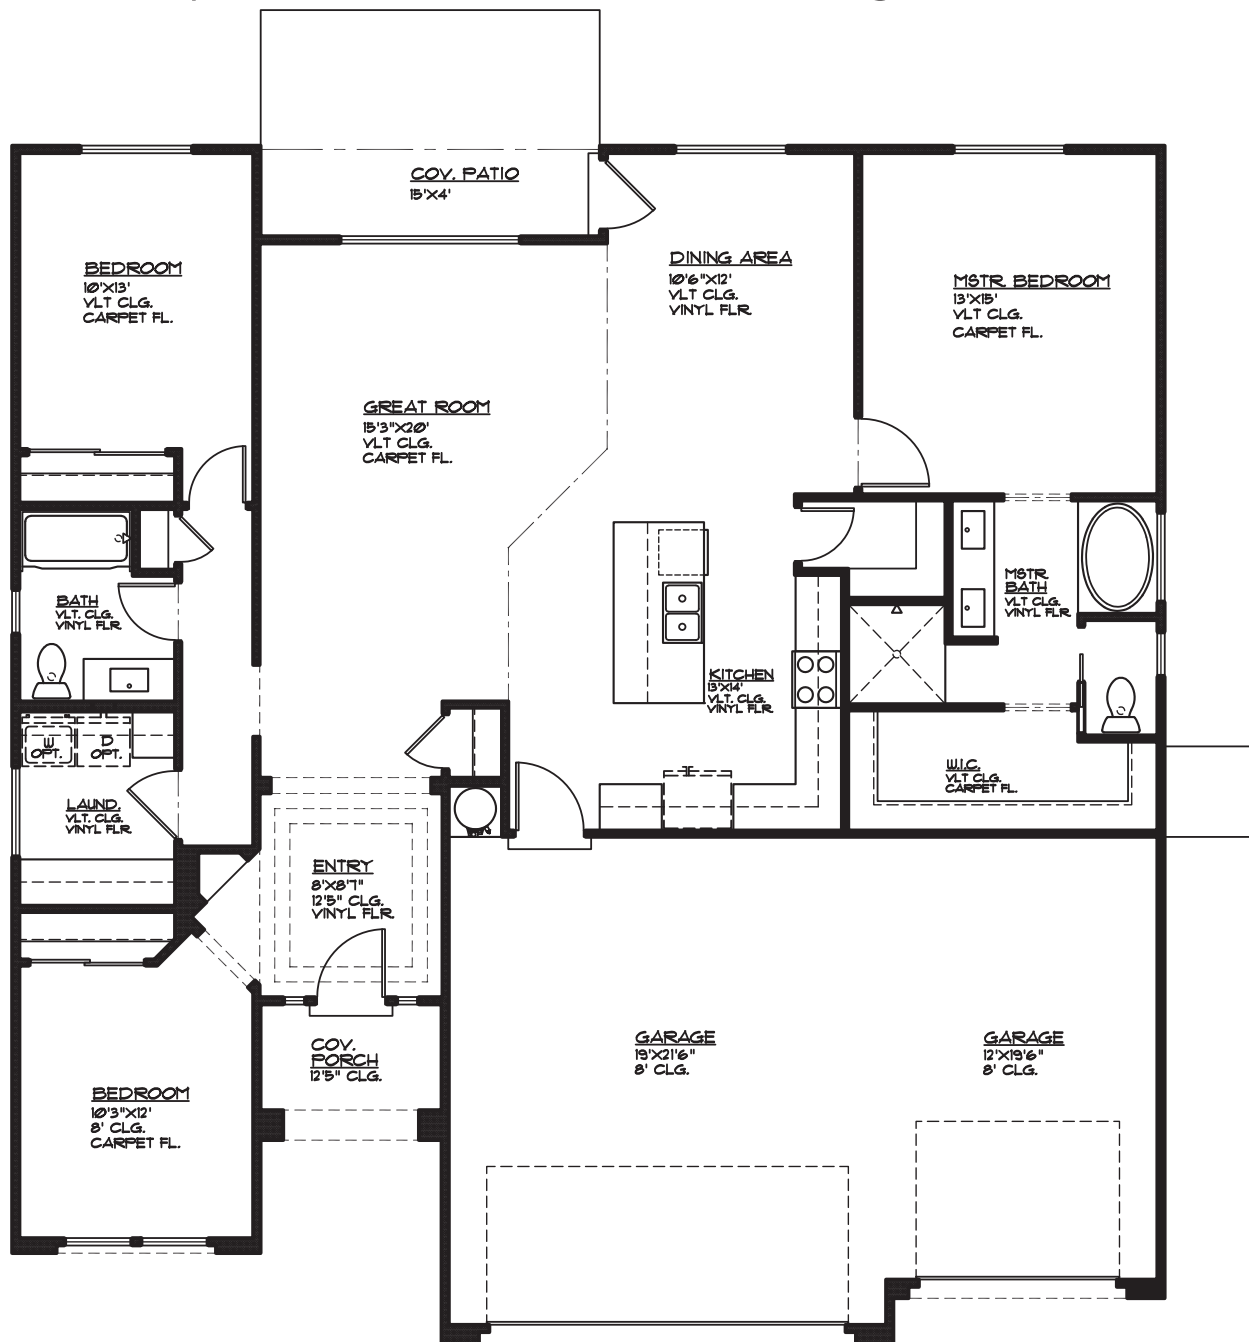 COV. PATIO
15'X4'
BEDROOM
10'X13'
VLT CLG.
CARPET FL.
DINING AREA
10'6"X12'
VLT CLG.
VINYL FLR
MSTR. BEDROOM
13'X15'
VLT CLG.
CARPET FL.
GREAT ROOM
15'3"X20'
VLT CLG.
CARPET FL.
BATH
VLT. CLG.
VINYL FLR
MSTR
BATH
VLT CLG.
VINYL FLR
KITCHEN
13'X14'
VLT. CLG.
VINYL FLR
W
OPT.
D
OPT.
LAUND.
VLT. CLG.
VINYL FLR
W.I.C.
VLT CLG.
CARPET FL.
ENTRY
8'X8'7"
12'5" CLG.
VINYL FLR
COV.
PORCH
12'5" CLG.
GARAGE
19'X21'6"
8' CLG.
GARAGE
12'X19'6"
8' CLG.
BEDROOM
10'3"X12'
8' CLG.
CARPET FL.